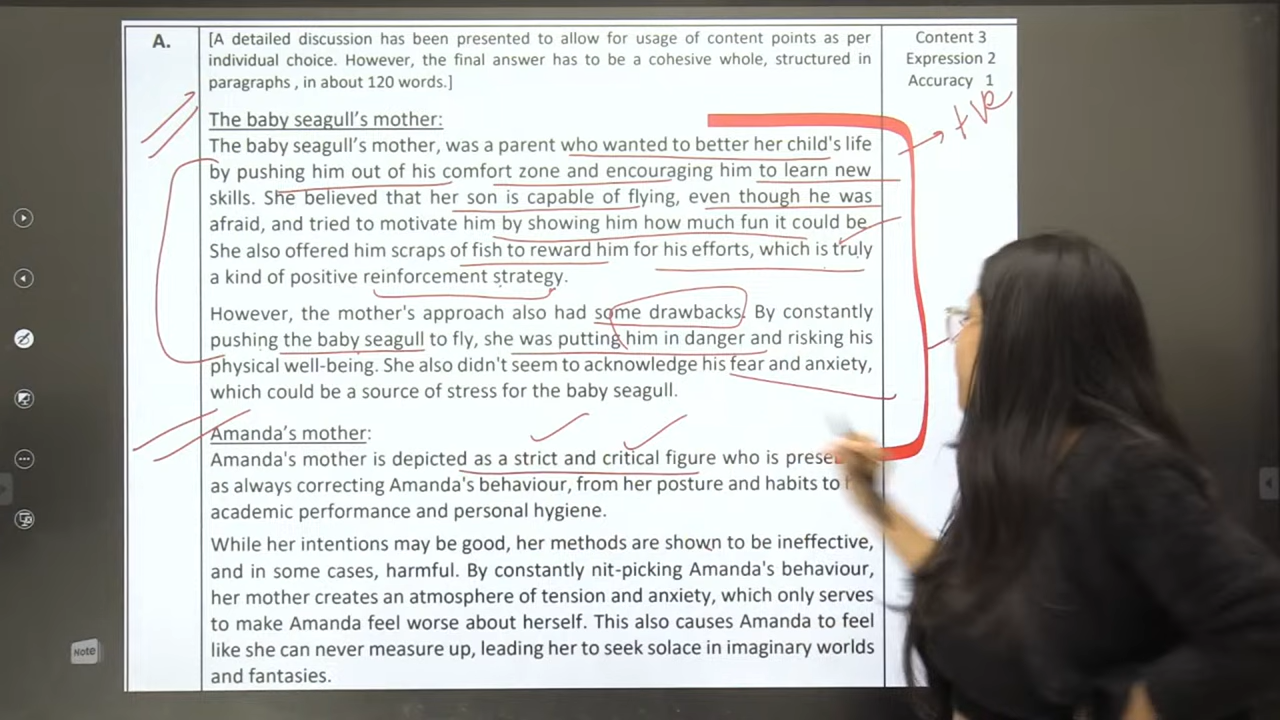 A.
[A detailed discussion has been presented to allow for usage of content points as per
individual choice. However, the final answer has to be a cohesive whole, structured in
paragraphs , in about 120 words.]
Content 3
Expression 2
Accuracy 1
+ve
The baby seagull's mother:
The baby seagull's mother, was a parent who wanted to better her child's life
by pushing him out of his comfort zone and encouraging him to learn new
skills. She believed that her son is capable of flying, even though he was
afraid, and tried to motivate him by showing him how much fun it could be
She also offered him scraps of fish to reward him for his efforts, which is truly
a kind of positive reinforcement strategy.
However, the mother's approach also had some drawbacks. By constantly
pushing the baby seagull to fly, she was putting him in danger and risking his
physical well-being. She also didn't seem to acknowledge his fear and anxiety,
which could be a source of stress for the baby seagull.
Amanda's mother:
Amanda's mother is depicted as a strict and critical figure who is
as always correcting Amanda's behaviour, from her posture and habits to
academic performance and personal hygiene.
While her intentions may be good, her methods are shown to be ineffective,
and in some cases, harmful. By constantly nit-picking Amanda's behaviour,
her mother creates an atmosphere of tension and anxiety, which only serves
to make Amanda feel worse about herself. This also causes Amanda to feel
like she can never measure up, leading her to seek solace in imaginary worlds
and fantasies.
Note